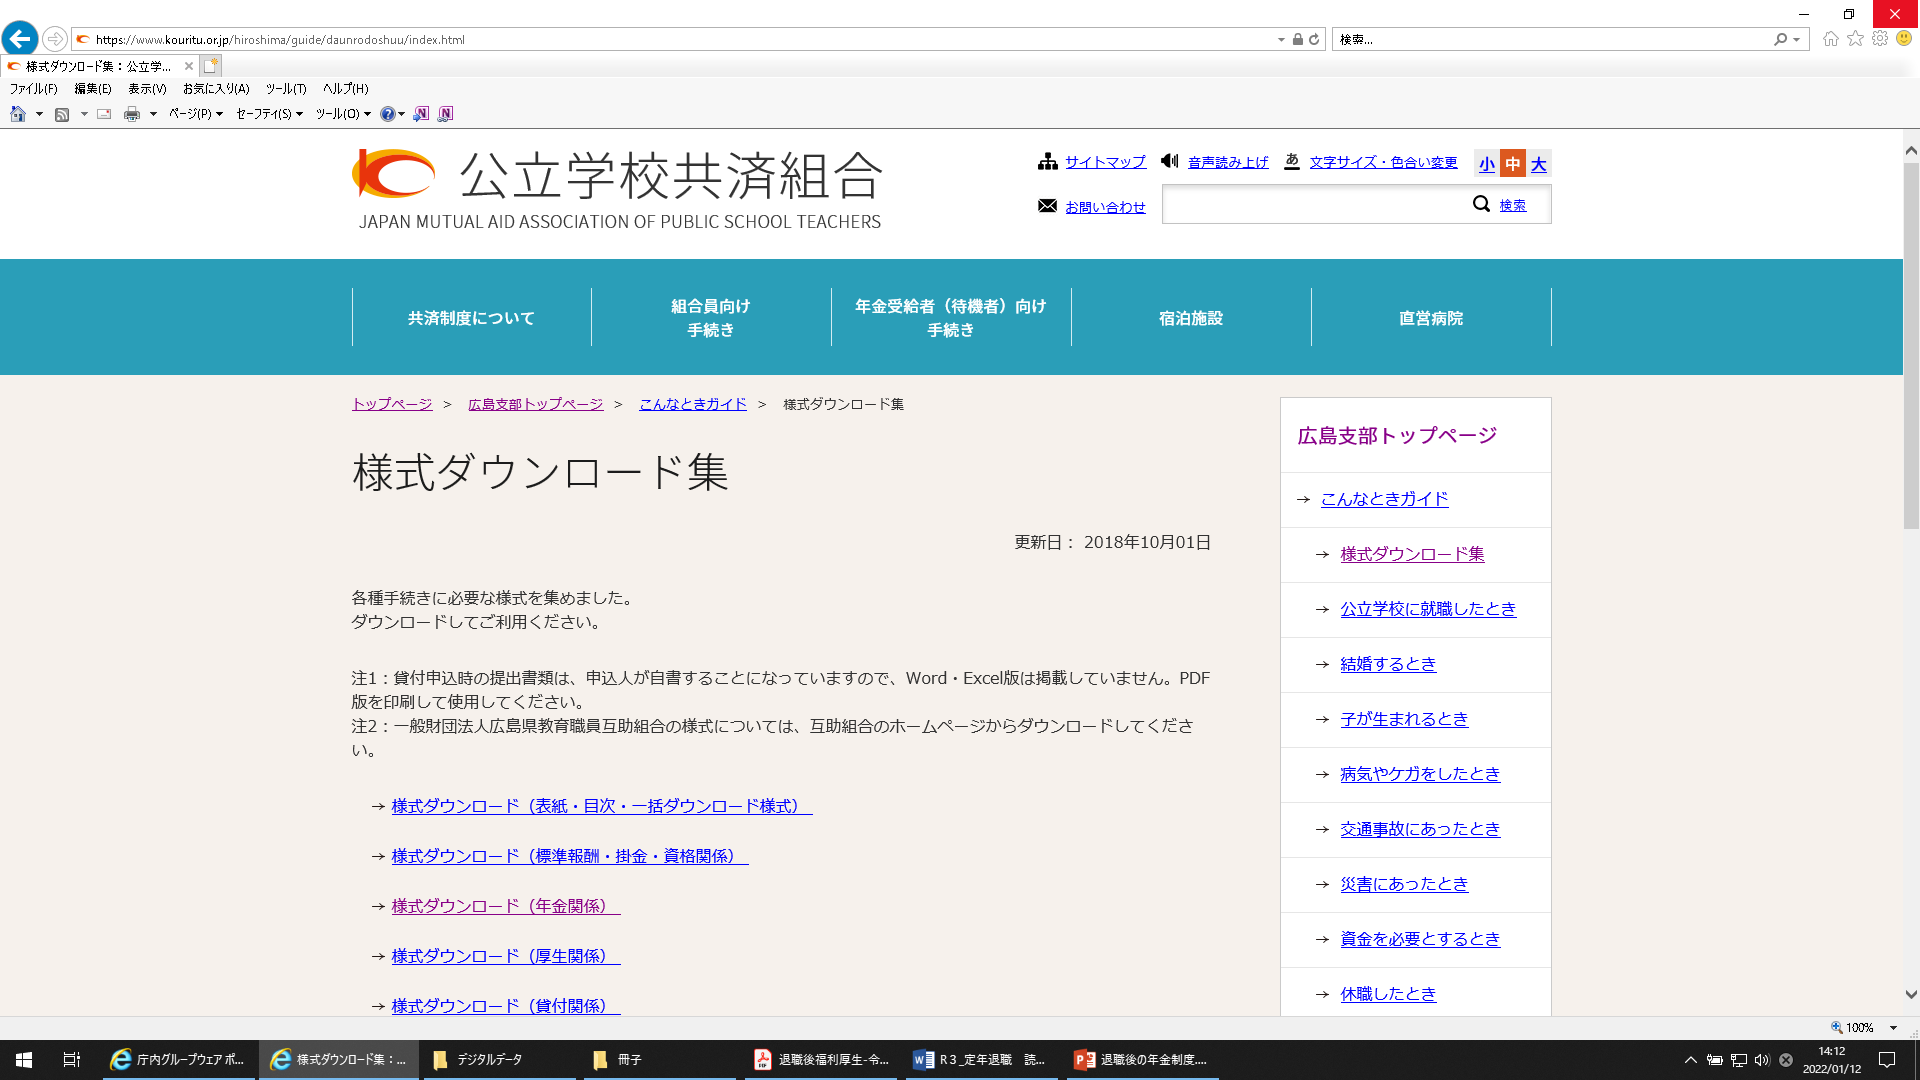 https://www.kouritu.or.jp/hiroshima/guide/daunrodoshuu/index.html
検索...
様式ダウンロード集：公立学...
ファイル(F) 編集(E) 表示(V) お気に入り(A) ツール(T) ヘルプ(H)
ページ(P) セーフティ(S) ツール(O)
公立学校共済組合
JAPAN MUTUAL AID ASSOCIATION OF PUBLIC SCHOOL TEACHERS
サイトマップ 音声読み上げ あ 文字サイズ・色合い変更 小 中 大
お問い合わせ 検索
共済制度について
組合員向け
手続き
年金受給者（待機者）向け
手続き
宿泊施設
直営病院
トップページ > 広島支部トップページ > こんなときガイド > 様式ダウンロード集
様式ダウンロード集
更新日： 2018年10月01日
各種手続きに必要な様式を集めました。
ダウンロードしてご利用ください。
注1：貸付申込時の提出書類は、申込人が自書することになっていますので、Word・Excel版は掲載していません。PDF
版を印刷して使用してください。
注2：一般財団法人広島県教育職員互助組合の様式については、互助組合のホームページからダウンロードしてくださ
い。
→ 様式ダウンロード（表紙・目次・一括ダウンロード様式）
→ 様式ダウンロード（標準報酬・掛金・資格関係）
→ 様式ダウンロード（年金関係）
→ 様式ダウンロード（厚生関係）
→ 様式ダウンロード（貸付関係）
広島支部トップページ
→ こんなときガイド
→ 様式ダウンロード集
→ 公立学校に就職したとき
→ 結婚するとき
→ 子が生まれるとき
→ 病気やケガをしたとき
→ 交通事故にあったとき
→ 災害にあったとき
→ 資金を必要とするとき
→ 休職したとき
100%
庁内グループウェア ポ...
様式ダウンロード集：...
デジタルデータ
冊子
退職後福利厚生-令...
R３_定年退職　読...
退職後の年金制度....
14:12
2022/01/12